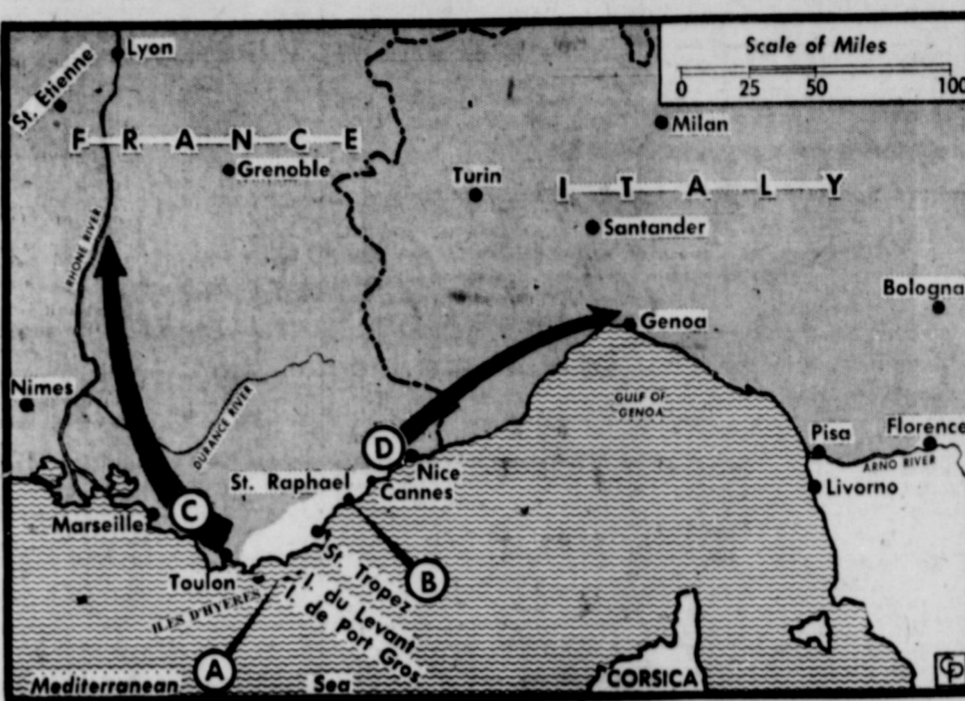 Scale of Miles
0 25 50 100
Lyon
St. Etienne
FRANCE
Grenoble
Milan
Turin
ITALY
Santander
RHONE RIVER
Bologna
Genoa
Nimes
DURANCE RIVER
GULF OF
GENOA
D
Nice
Cannes
St. Raphael
Pisa
Florence
ARNO RIVER
Livorno
C
Marseille
Toulon
St. Tropez
B
I. du Levant
I. de Port Gros
ILES D'HYERES
A
Mediterranean Sea
CORSICA
CP